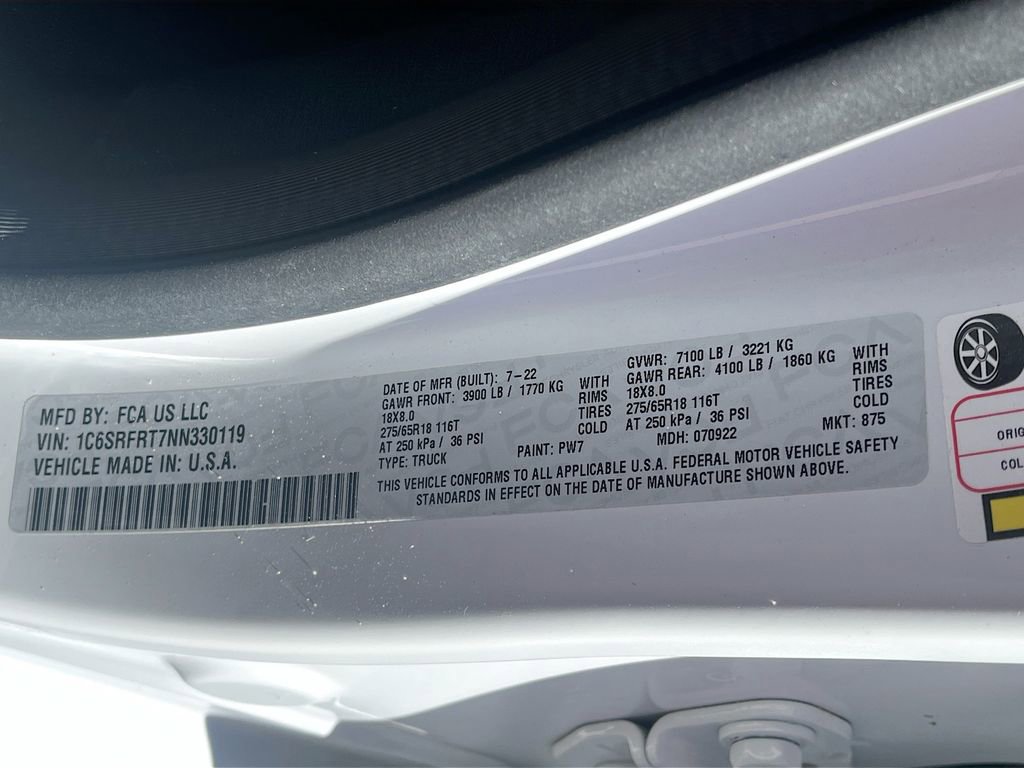 MFD BY: FCA US LLC
VIN: 1C6SRFRT7NN330119
VEHICLE MADE IN: U.S.A.
DATE OF MFR (BUILT): 7-22
GAWR FRONT: 3900 LB / 1770 KG WITH
18X8.0 RIMS
275/65R18 116T TIRES
AT 250 kPa / 36 PSI COLD
TYPE: TRUCK PAINT: PW7
GVWR: 7100 LB / 3221 KG
GAWR REAR: 4100 LB / 1860 KG WITH
18X8.0 RIMS
275/65R18 116T TIRES
AT 250 kPa / 36 PSI COLD
MDH: 070922 MKT: 875
THIS VEHICLE CONFORMS TO ALL APPLICABLE U.S.A. FEDERAL MOTOR VEHICLE SAFETY
STANDARDS IN EFFECT ON THE DATE OF MANUFACTURE SHOWN ABOVE.
ORIG
COL